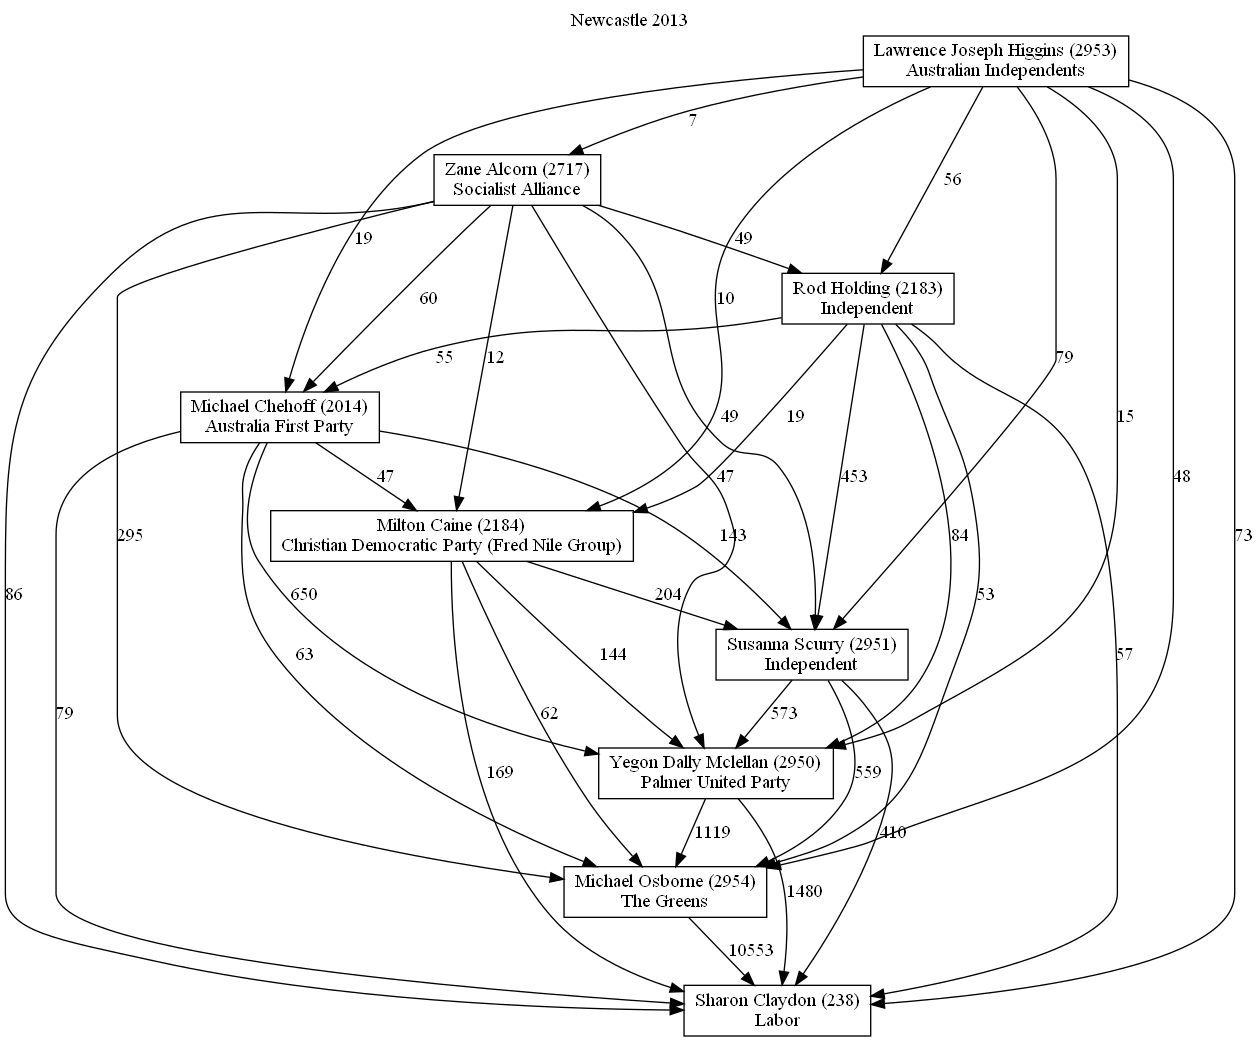 Newcastle 2013
Lawrence Joseph Higgins (2953)
Australian Independents
7
Zane Alcorn (2717)
Socialist Alliance
56
19
49
60
10
Rod Holding (2183)
Independent
55
12
79
Michael Chehoff (2014)
Australia First Party
49
19
15
47
47
453
48
Milton Caine (2184)
Christian Democratic Party (Fred Nile Group)
295
143
84
73
86
650
204
53
Susanna Scurry (2951)
Independent
63
144
57
79
62
573
Yegon Dally Mclellan (2950)
Palmer United Party
169
559
1119
410
Michael Osborne (2954)
The Greens
1480
10553
Sharon Claydon (238)
Labor